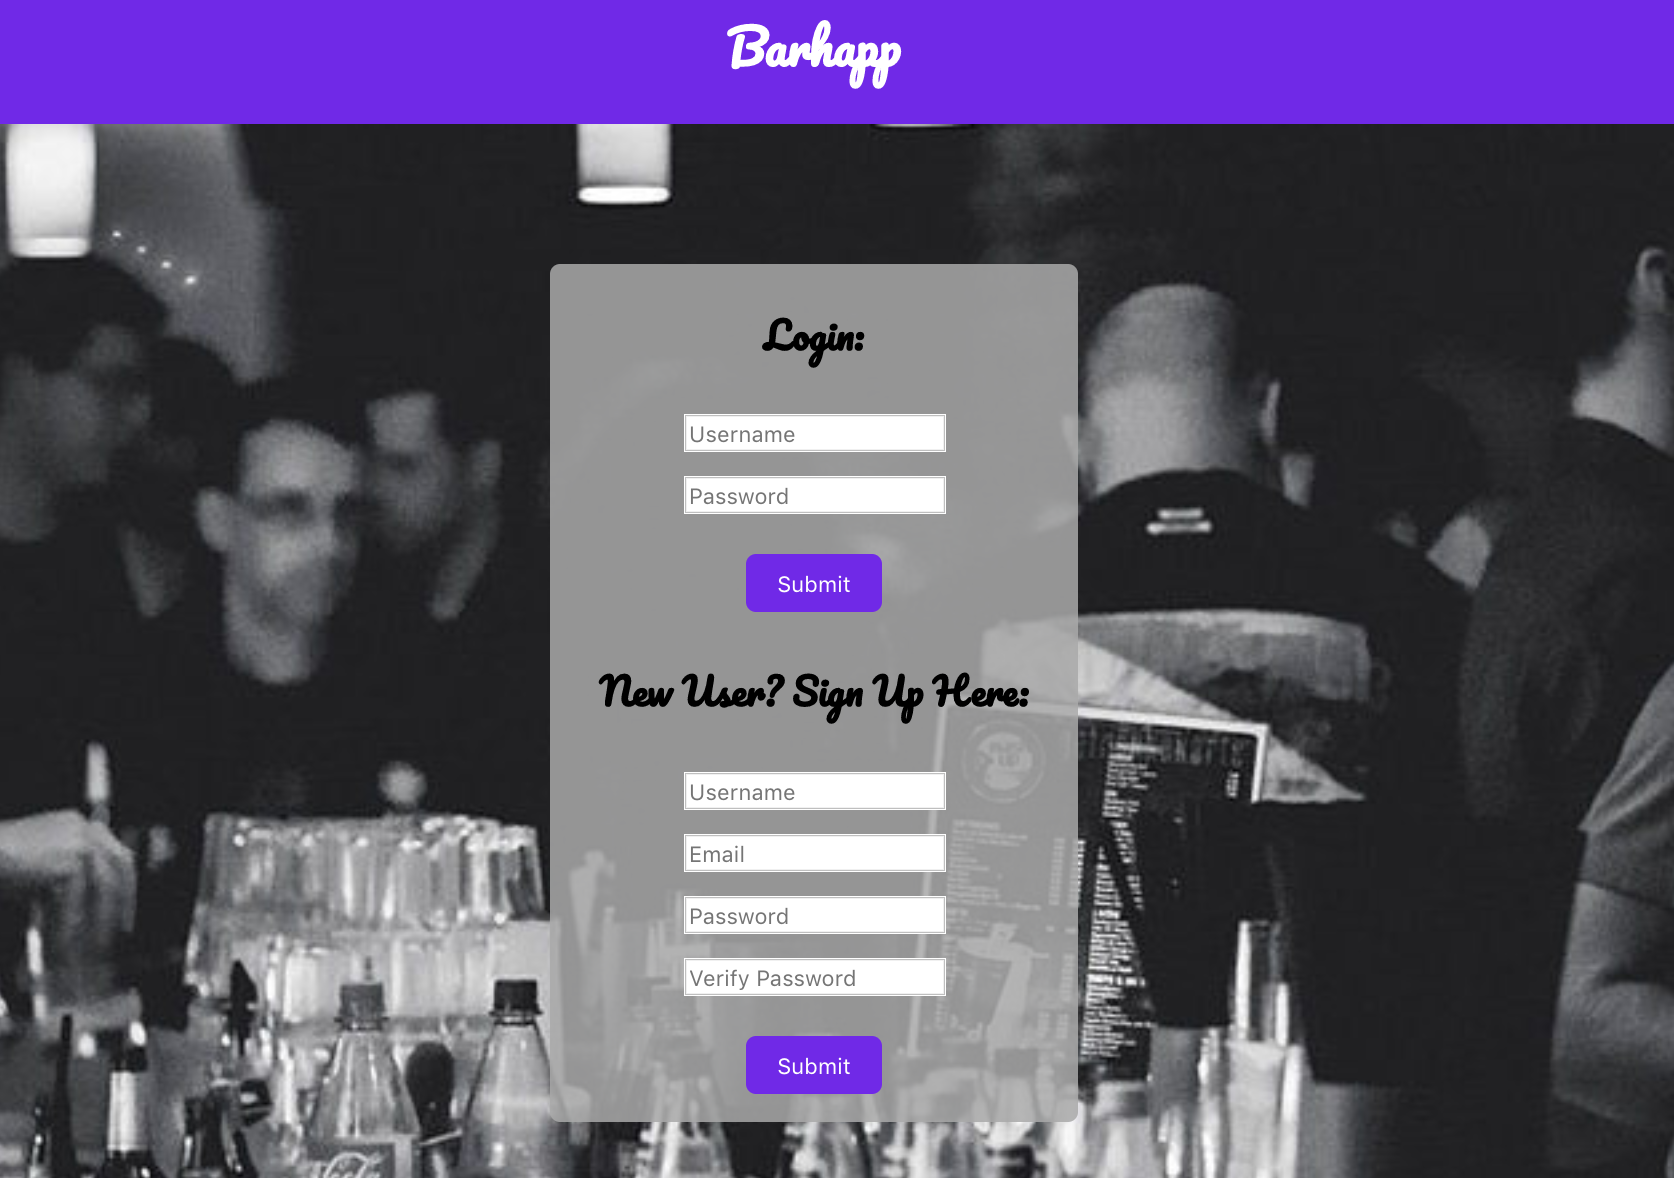 Barhapp
Login:
Username
Password
Submit
New User? Sign Up Here:
Username
Email
Password
Verify Password
Submit